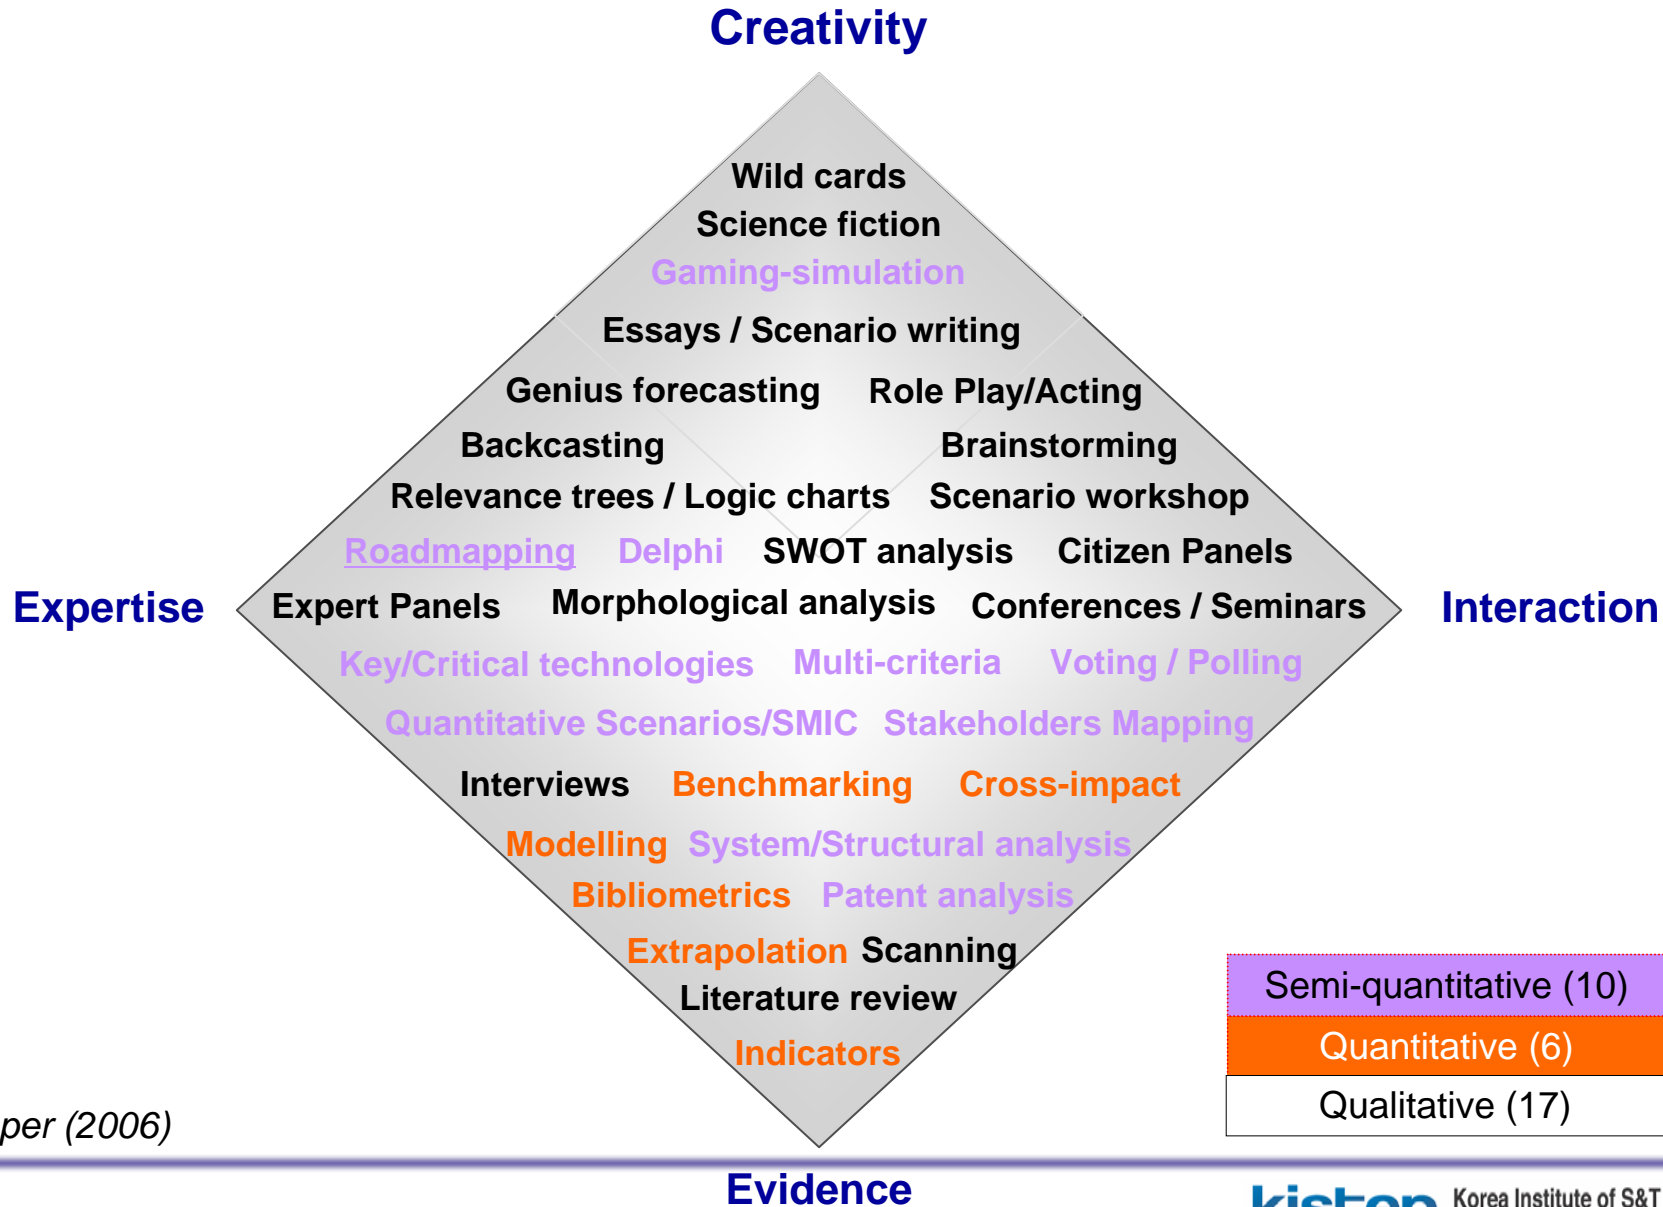 Creativity
Wild cards
Science fiction
Gaming-simulation
Essays / Scenario writing
Genius forecasting Role Play/Acting
Backcasting Brainstorming
Relevance trees / Logic charts Scenario workshop
Roadmapping Delphi SWOT analysis Citizen Panels
Expertise Expert Panels Morphological analysis Conferences / Seminars Interaction
Key/Critical technologies Multi-criteria Voting / Polling
Quantitative Scenarios/SMIC Stakeholders Mapping
Interviews Benchmarking Cross-impact
Modelling System/Structural analysis
Bibliometrics Patent analysis
Extrapolation Scanning
Literature review
Indicators
Semi-quantitative (10)
Quantitative (6)
Qualitative (17)
per (2006)
Evidence
Korea Institute of S&T